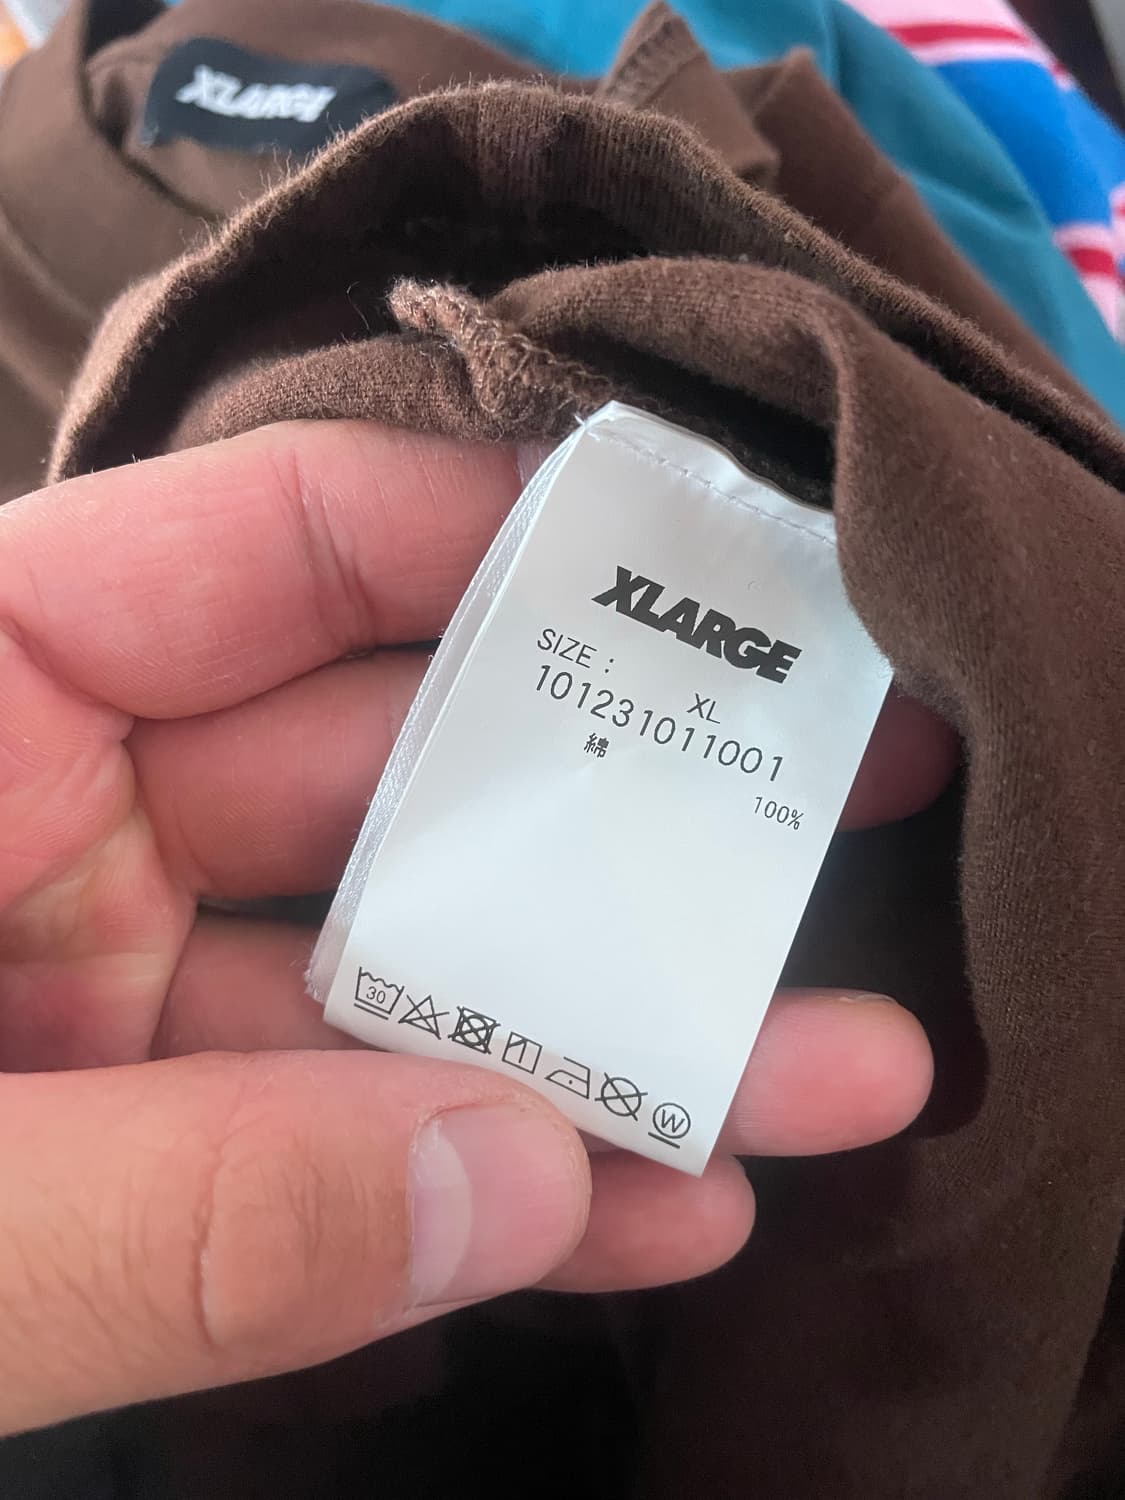 XLARGE
XLARGE
SIZE : XL
101231011001
綿 100%
30
W